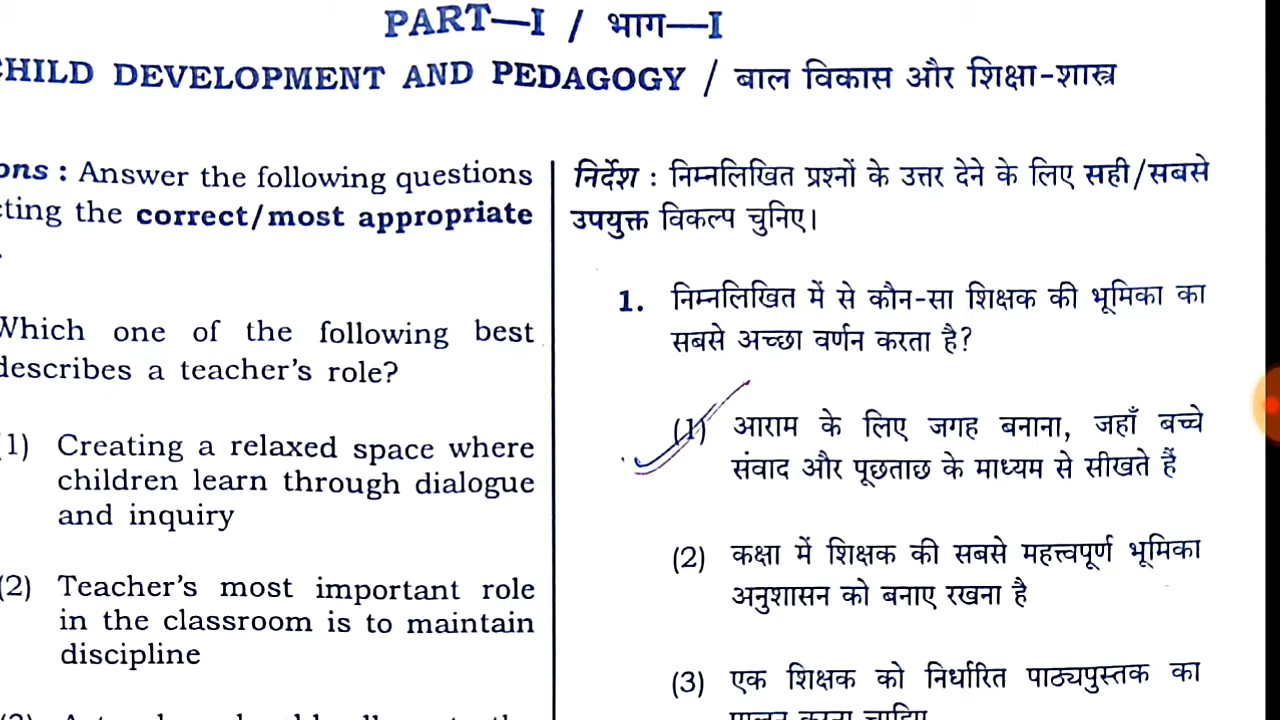 PART—I / भाग—I
CHILD DEVELOPMENT AND PEDAGOGY / बाल विकास और शिक्षा-शास्त्र
: Answer the following questions
the correct/most appropriate
Which one of the following best
describes a teacher's role?
(1) Creating a relaxed space where
children learn through dialogue
and inquiry
(2) Teacher's most important role
in the classroom is to maintain
discipline
निर्देश : निम्नलिखित प्रश्नों के उत्तर देने के लिए सही/सबसे
उपयुक्त विकल्प चुनिए।
1. निम्नलिखित में से कौन-सा शिक्षक की भूमिका का
सबसे अच्छा वर्णन करता है?
(1) आराम के लिए जगह बनाना, जहाँ बच्चे
संवाद और पूछताछ के माध्यम से सीखते हैं
(2) कक्षा में शिक्षक की सबसे महत्त्वपूर्ण भूमिका
अनुशासन को बनाए रखना है
(3) एक शिक्षक को निर्धारित पाठ्यपुस्तक का